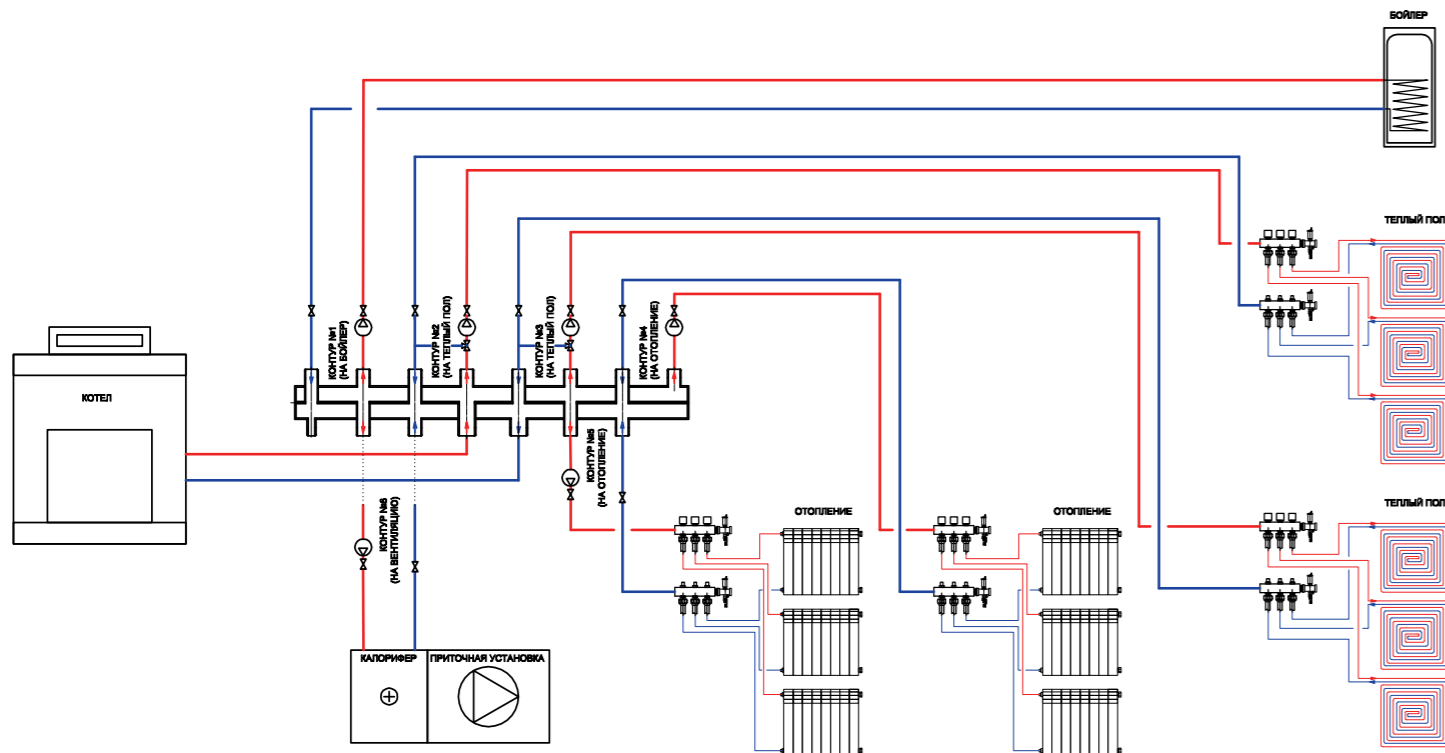 БОЙЛЕР
ТЕПЛЫЙ ПОЛ
КОНТУР №1
(НА БОЙЛЕР)
КОНТУР №2
(НА ТЕПЛЫЙ ПОЛ)
КОНТУР №3
(НА ТЕПЛЫЙ ПОЛ)
КОНТУР №4
(НА ОТОПЛЕНИЕ)
КОТЕЛ
КОНТУР №5
(НА ОТОПЛЕНИЕ)
КОНТУР №6
(НА ВЕНТИЛЯЦИЮ)
ОТОПЛЕНИЕ
ОТОПЛЕНИЕ
ТЕПЛЫЙ ПОЛ
КАЛОРИФЕР
ПРИТОЧНАЯ УСТАНОВКА